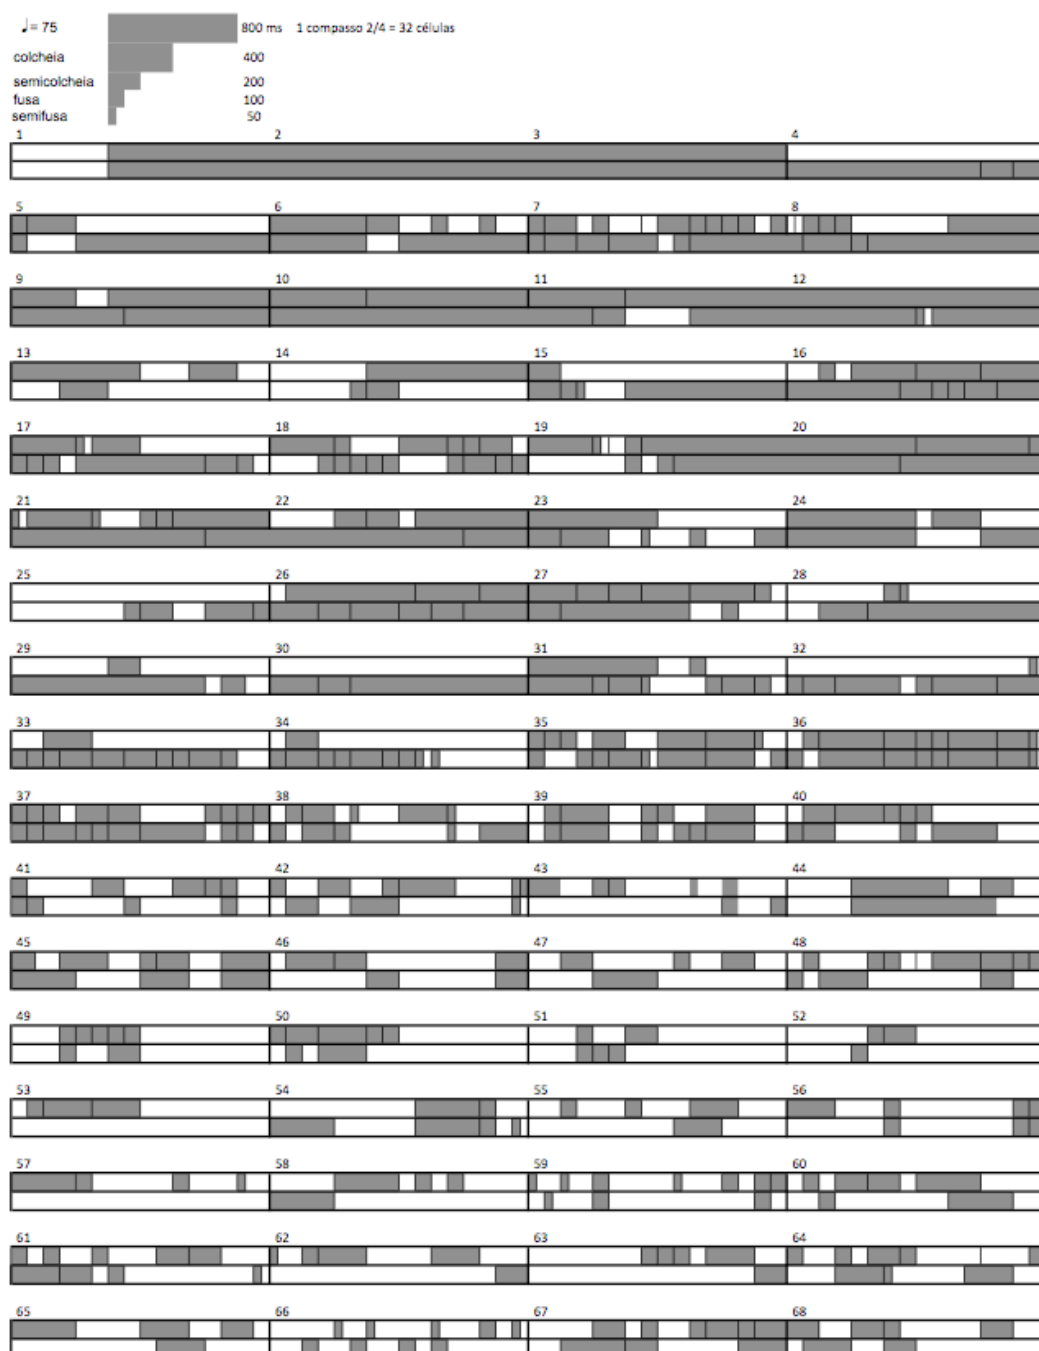 ♩= 75 800 ms 1 compasso 2/4 = 32 células
colcheia 400
semicolcheia 200
fusa 100
semifusa 50
1 2 3 4
5 6 7 8
9 10 11 12
13 14 15 16
17 18 19 20
21 22 23 24
25 26 27 28
29 30 31 32
33 34 35 36
37 38 39 40
41 42 43 44
45 46 47 48
49 50 51 52
53 54 55 56
57 58 59 60
61 62 63 64
65 66 67 68